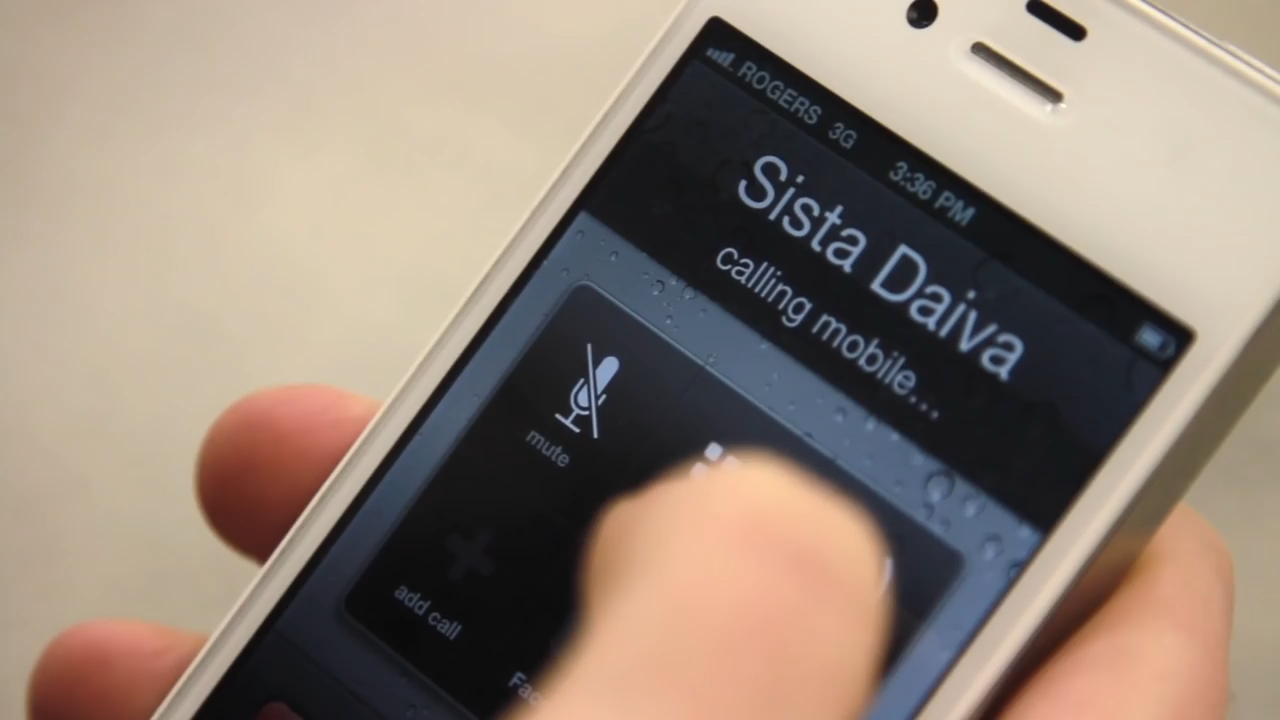 ROGERS 3G 3:36 PM
Sista Daiva
calling mobile...
mute
add call